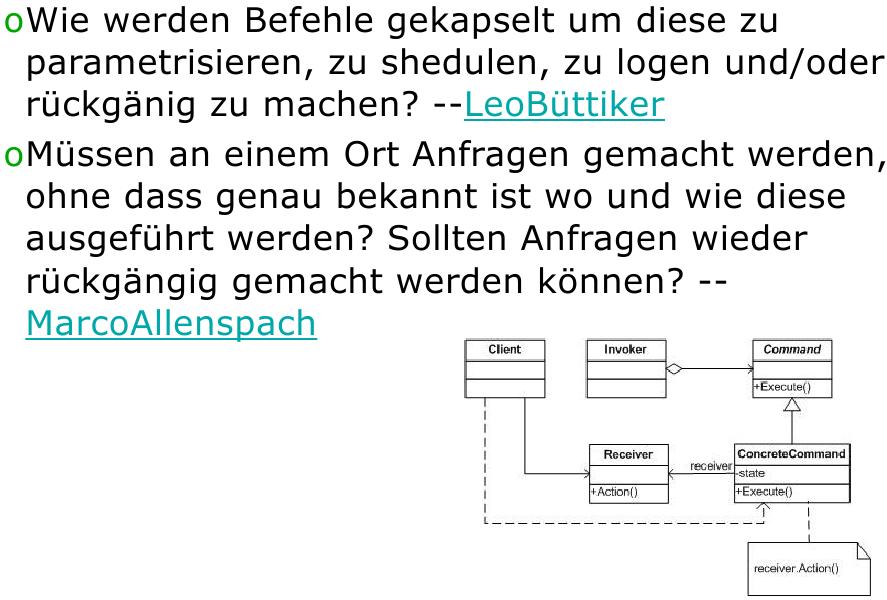 oWie werden Befehle gekapselt um diese zu
parametrisieren, zu shedulen, zu logen und/oder
rückgänig zu machen? --LeoBüttiker
oMüssen an einem Ort Anfragen gemacht werden,
ohne dass genau bekannt ist wo und wie diese
ausgeführt werden? Sollten Anfragen wieder
rückgängig gemacht werden können? --
MarcoAllenspach
Client
Invoker
Command
+Execute()
Receiver
+Action()
receiver
ConcreteCommand
-state
+Execute()
receiver.Action()